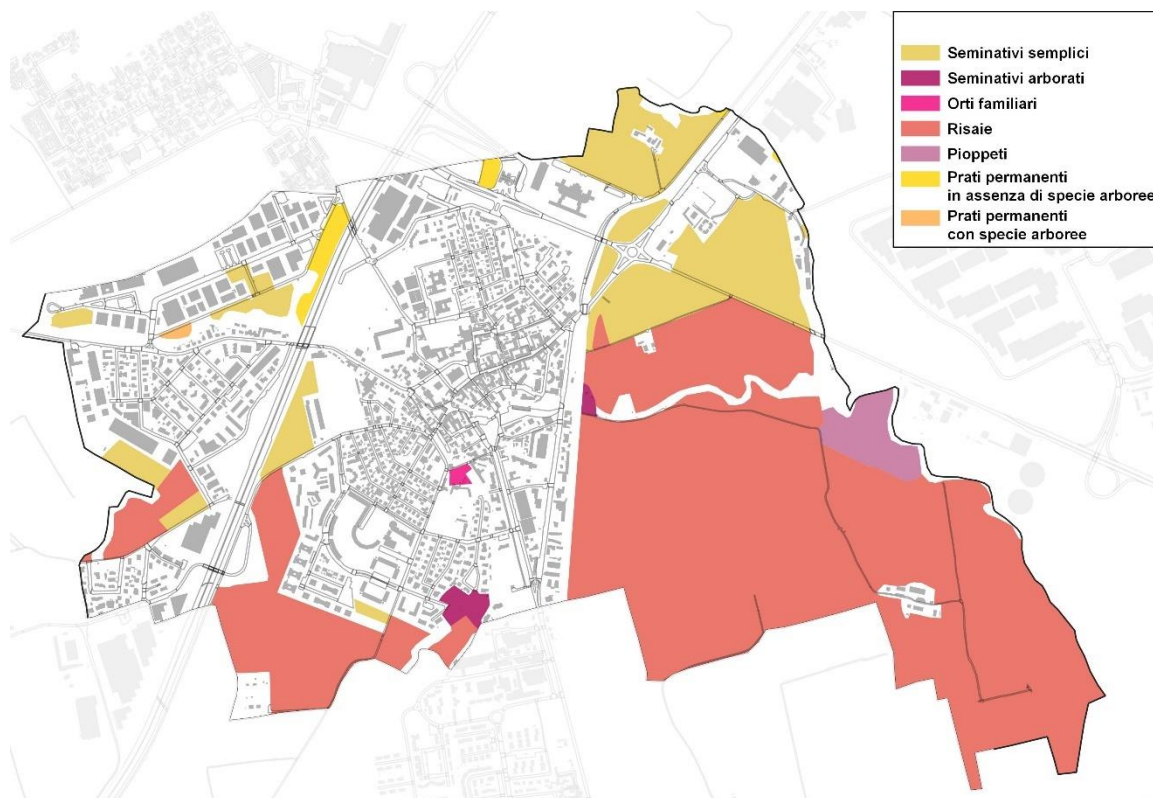 Seminativi semplici
Seminativi arborati
Orti familiari
Risaie
Pioppeti
Prati permanenti
in assenza di specie arboree
Prati permanenti
con specie arboree